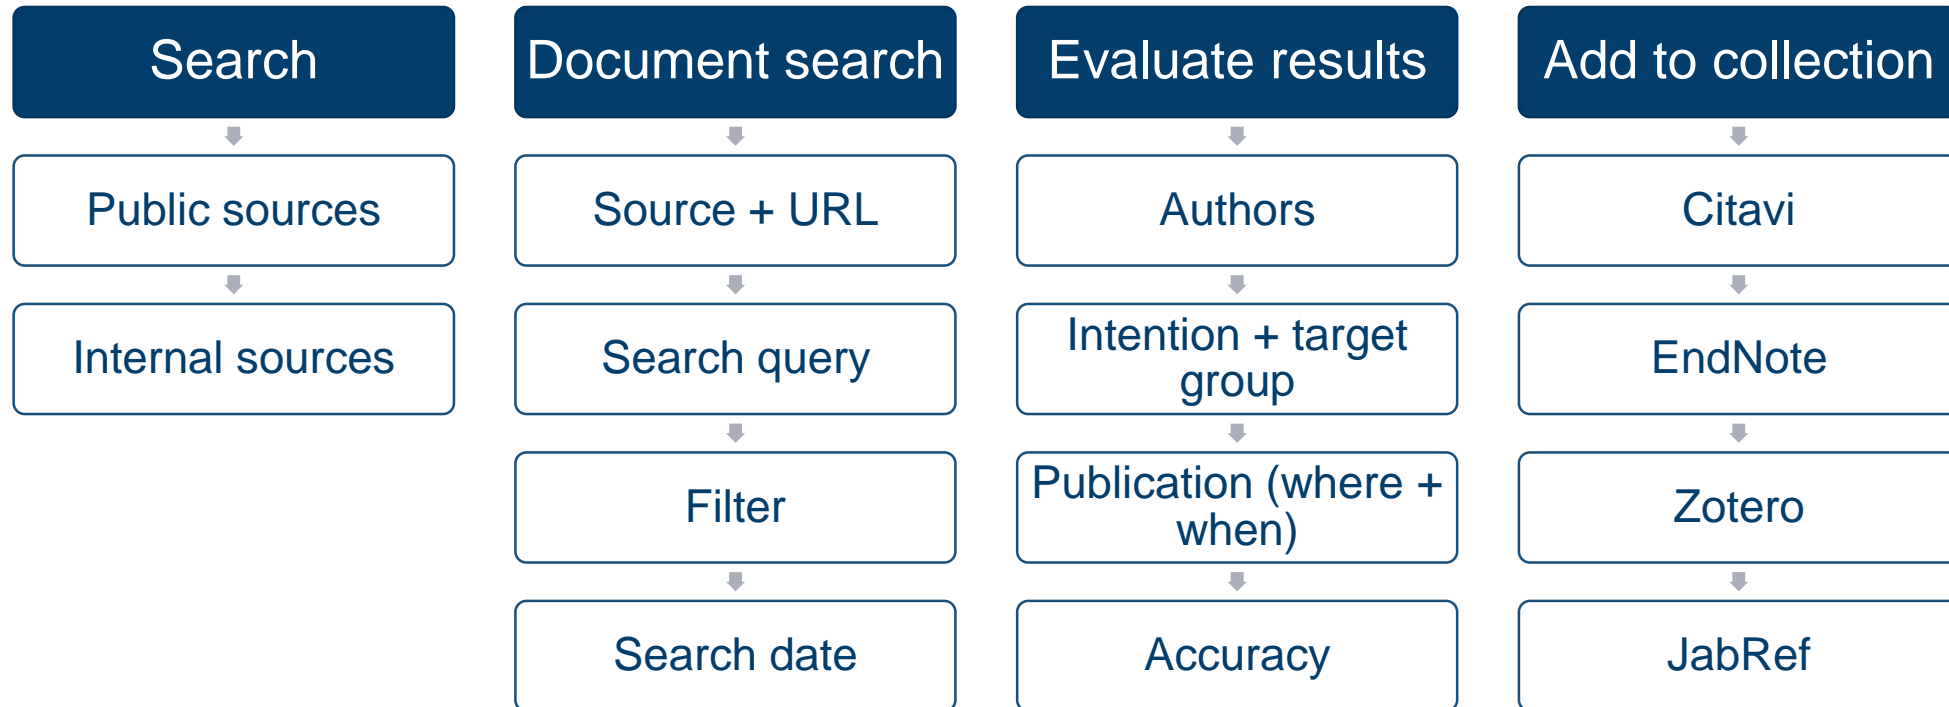 Search
Public sources
Internal sources
Document search
Source + URL
Search query
Filter
Search date
Evaluate results
Authors
Intention + target
group
Publication (where +
when)
Accuracy
Add to collection
Citavi
EndNote
Zotero
JabRef